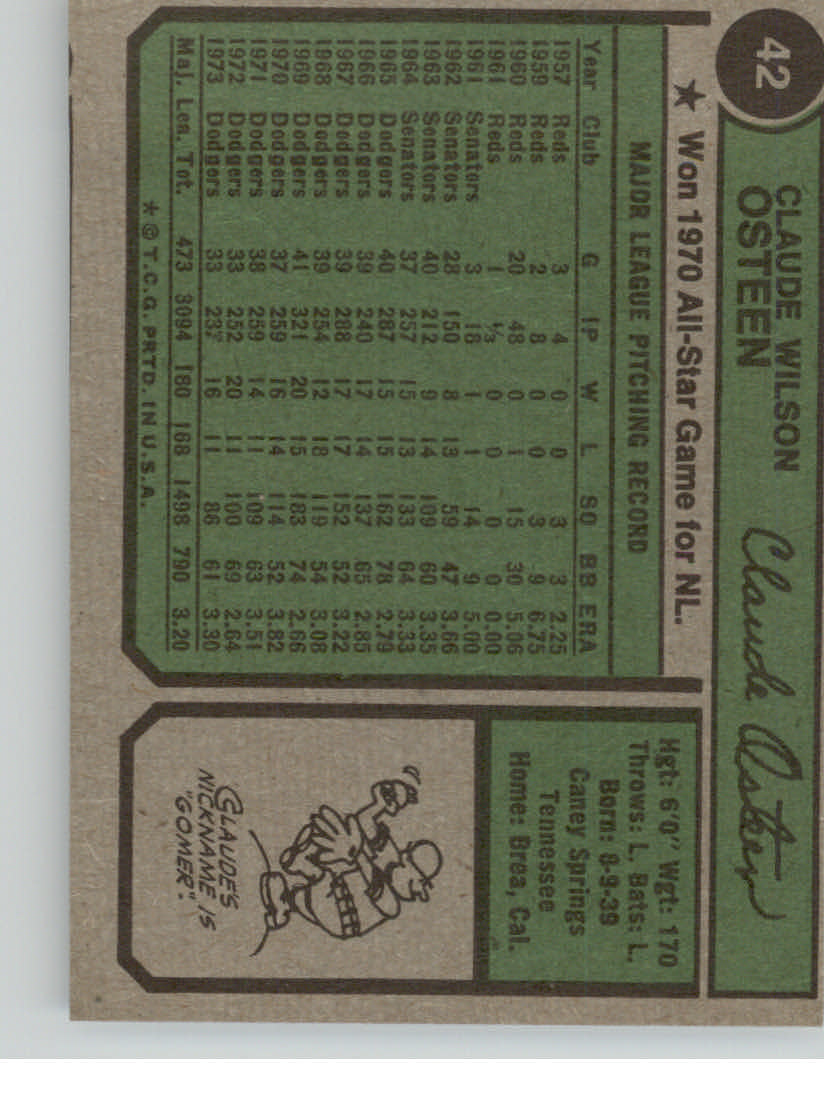 42
CLAUDE WILSON
OSTEEN
Claude Osteen
★ Won 1970 All-Star Game for NL.
MAJOR LEAGUE PITCHING RECORD
Year Club G IP W L SO BB ERA
1957 Reds 3 4 0 0 3 3 2.25
1959 Reds 2 8 0 0 3 9 6.75
1960 Reds 20 48 0 1 15 30 5.06
1961 Reds 1 ⅓ 0 0 0 0 0.00
1961 Senators 3 18 1 1 14 9 5.00
1962 Senators 28 150 8 13 59 47 3.66
1963 Senators 40 212 9 14 109 60 3.35
1964 Senators 37 257 15 13 133 64 3.33
1965 Dodgers 40 287 15 15 162 78 2.79
1966 Dodgers 39 240 17 14 137 65 2.85
1967 Dodgers 39 288 17 17 152 52 3.22
1968 Dodgers 39 254 12 18 119 54 3.08
1969 Dodgers 41 321 20 15 183 74 2.66
1970 Dodgers 37 259 16 14 114 52 3.82
1971 Dodgers 38 259 14 11 109 63 3.51
1972 Dodgers 33 252 20 11 100 69 2.64
1973 Dodgers 33 237 16 11 86 61 3.30
Maj. Lea. Tot. 473 3094 180 168 1498 790 3.20
* © T.C.G. PRTD. IN U.S.A.
Hgt: 6'0" Wgt: 170
Throws: L. Bats: L.
Born: 8-9-39
Caney Springs
Tennessee
Home: Brea, Cal.
CLAUDE'S
NICKNAME IS
"GOMER".